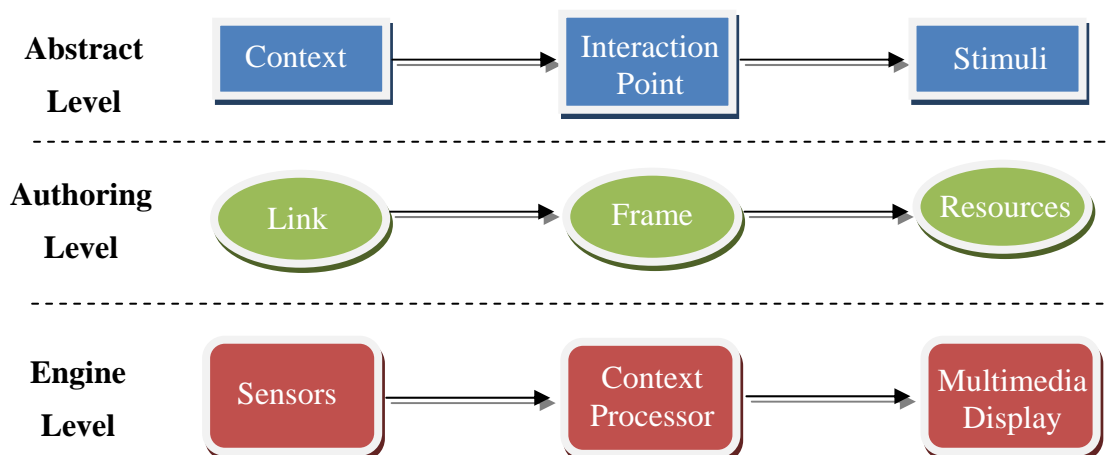 Abstract
Level
Context
Interaction
Point
Stimuli
Authoring
Level
Link
Frame
Resources
Engine
Level
Sensors
Context
Processor
Multimedia
Display